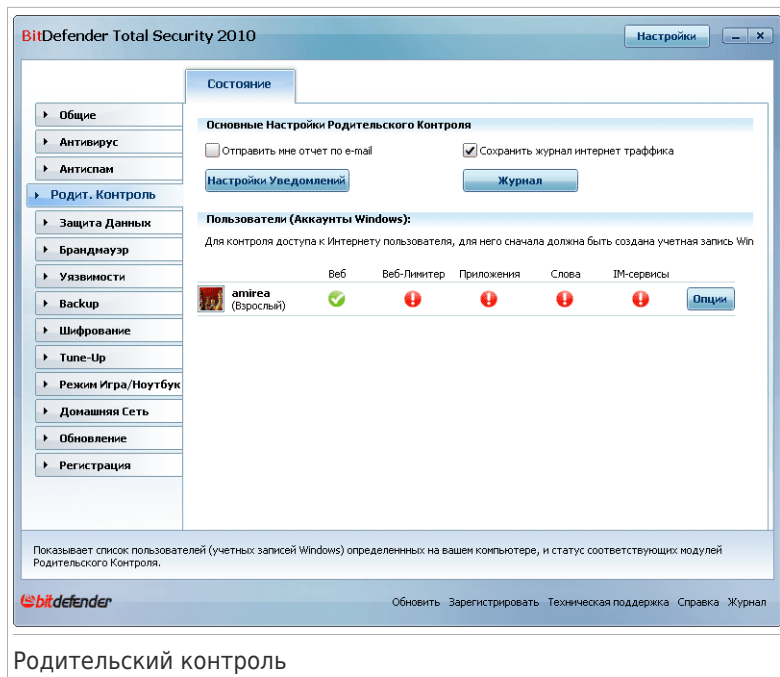 BitDefender Total Security 2010
Настройки
Состояние
Общие
Антивирус
Антиспам
Родит. Контроль
Защита Данных
Брандмауэр
Уязвимости
Backup
Шифрование
Tune-Up
Режим Игра/Ноутбук
Домашняя Сеть
Обновление
Регистрация
Основные Настройки Родительского Контроля
Отправить мне отчет по e-mail
Сохранить журнал интернет траффика
Настройки Уведомлений
Журнал
Пользователи (Аккаунты Windows):
Для контроля доступа к Интернету пользователя, для него сначала должна быть создана учетная запись Win
Веб Веб-Лимитер Приложения Слова IM-сервисы
amirea
(Взрослый)
Опции
Показывает список пользователей (учетных записей Windows) определеннных на вашем компьютере, и статус соответствующих модулей
Родительского Контроля.
bitdefender
Обновить Зарегистрировать Техническая поддержка Справка Журнал
Родительский контроль